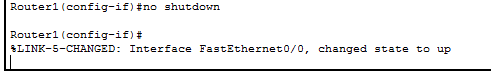 Router1(config-if)#no shutdown
Router1(config-if)#
%LINK-5-CHANGED: Interface FastEthernet0/0, changed state to up